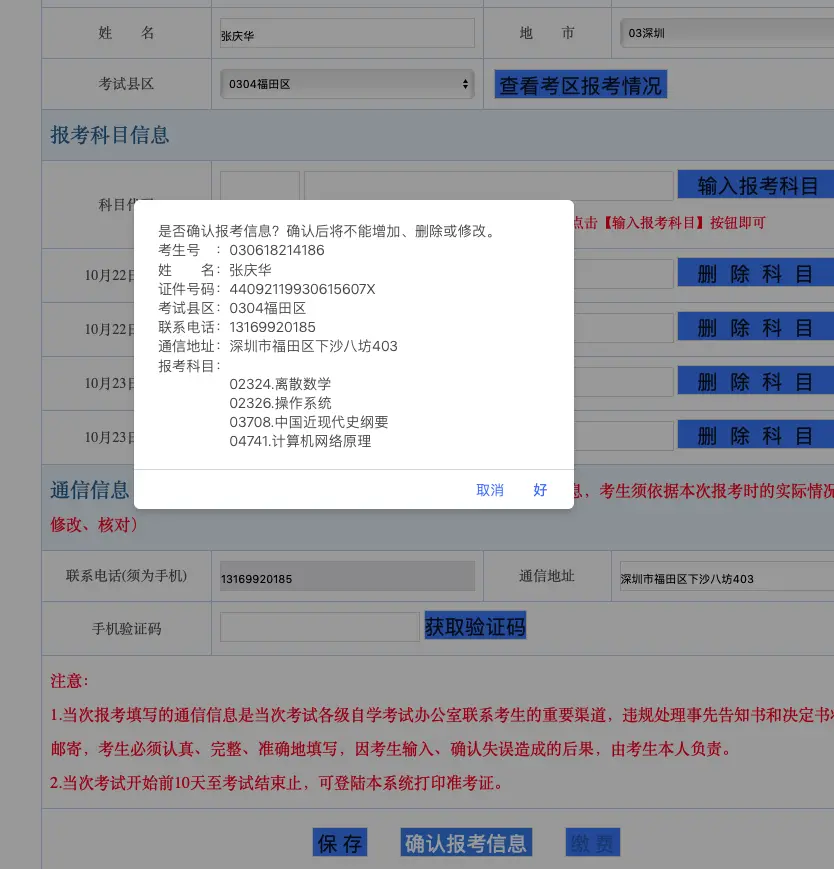 姓 名
张庆华
地 市
03深圳
考试县区
0304福田区
查看考区报考情况
报考科目信息
科目代
输入报考科目
点击【输入报考科目】按钮即可
10月22日
删 除 科 目
10月22日
删 除 科 目
10月23日
删 除 科 目
10月23日
删 除 科 目
是否确认报考信息？确认后将不能增加、删除或修改。
考生号 ：030618214186
姓 名：张庆华
证件号码：44092119930615607X
考试县区：0304福田区
联系电话：13169920185
通信地址：深圳市福田区下沙八坊403
报考科目：
02324.离散数学
02326.操作系统
03708.中国近现代史纲要
04741.计算机网络原理
取消 好
通信信息
息，考生须依据本次报考时的实际情况
修改、核对）
联系电话(须为手机)
13169920185
通信地址
深圳市福田区下沙八坊403
手机验证码
获取验证码
注意：
1.当次报考填写的通信信息是当次考试各级自学考试办公室联系考生的重要渠道，违规处理事先告知书和决定书
邮寄，考生必须认真、完整、准确地填写，因考生输入、确认失误造成的后果，由考生本人负责。
2.当次考试开始前10天至考试结束止，可登陆本系统打印准考证。
保 存
确认报考信息
缴 费